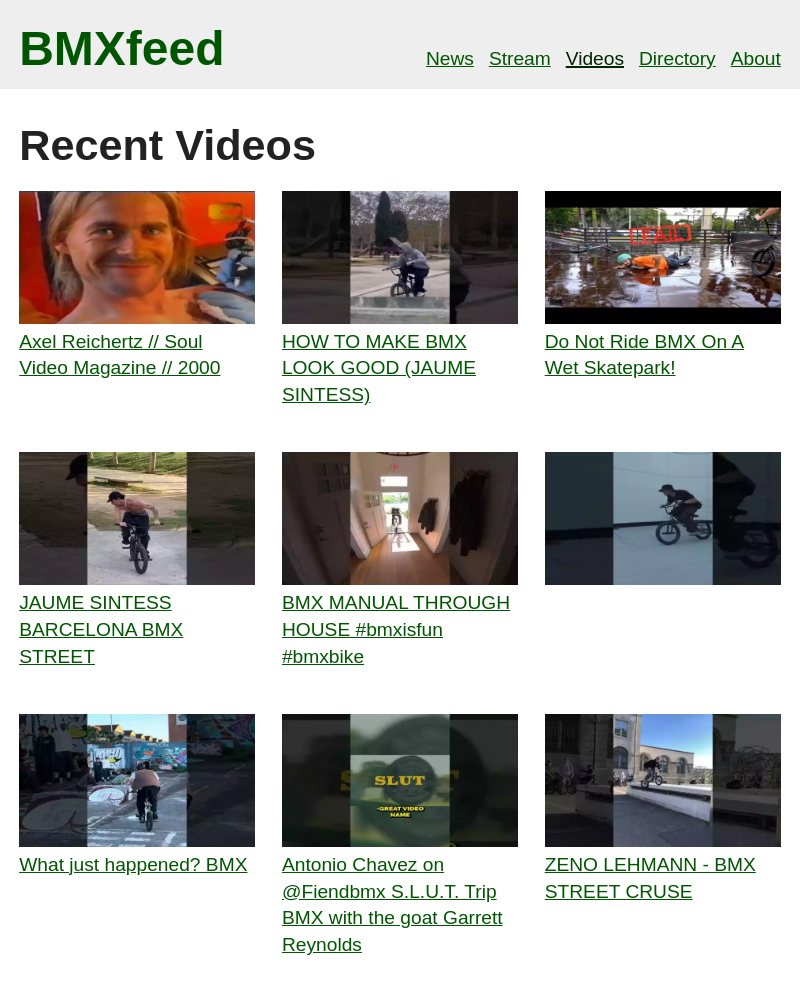 BMXfeed
News Stream Videos Directory About
Recent Videos
FAIL
Axel Reichertz // Soul
Video Magazine // 2000
HOW TO MAKE BMX
LOOK GOOD (JAUME
SINTESS)
Do Not Ride BMX On A
Wet Skatepark!
JAUME SINTESS
BARCELONA BMX
STREET
BMX MANUAL THROUGH
HOUSE #bmxisfun
#bmxbike
SLUT
-GREAT VIDEO
NAME
What just happened? BMX
Antonio Chavez on
@Fiendbmx S.L.U.T. Trip
BMX with the goat Garrett
Reynolds
ZENO LEHMANN - BMX
STREET CRUSE